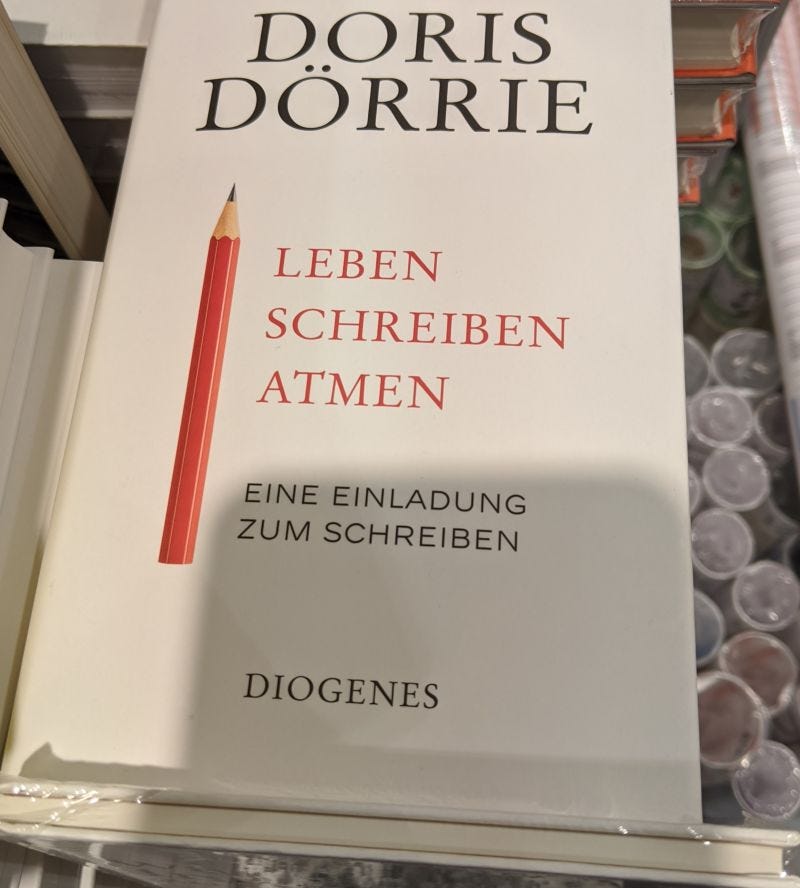 DORIS
DÖRRIE
LEBEN
SCHREIBEN
ATMEN
EINE EINLADUNG
ZUM SCHREIBEN
DIOGENES